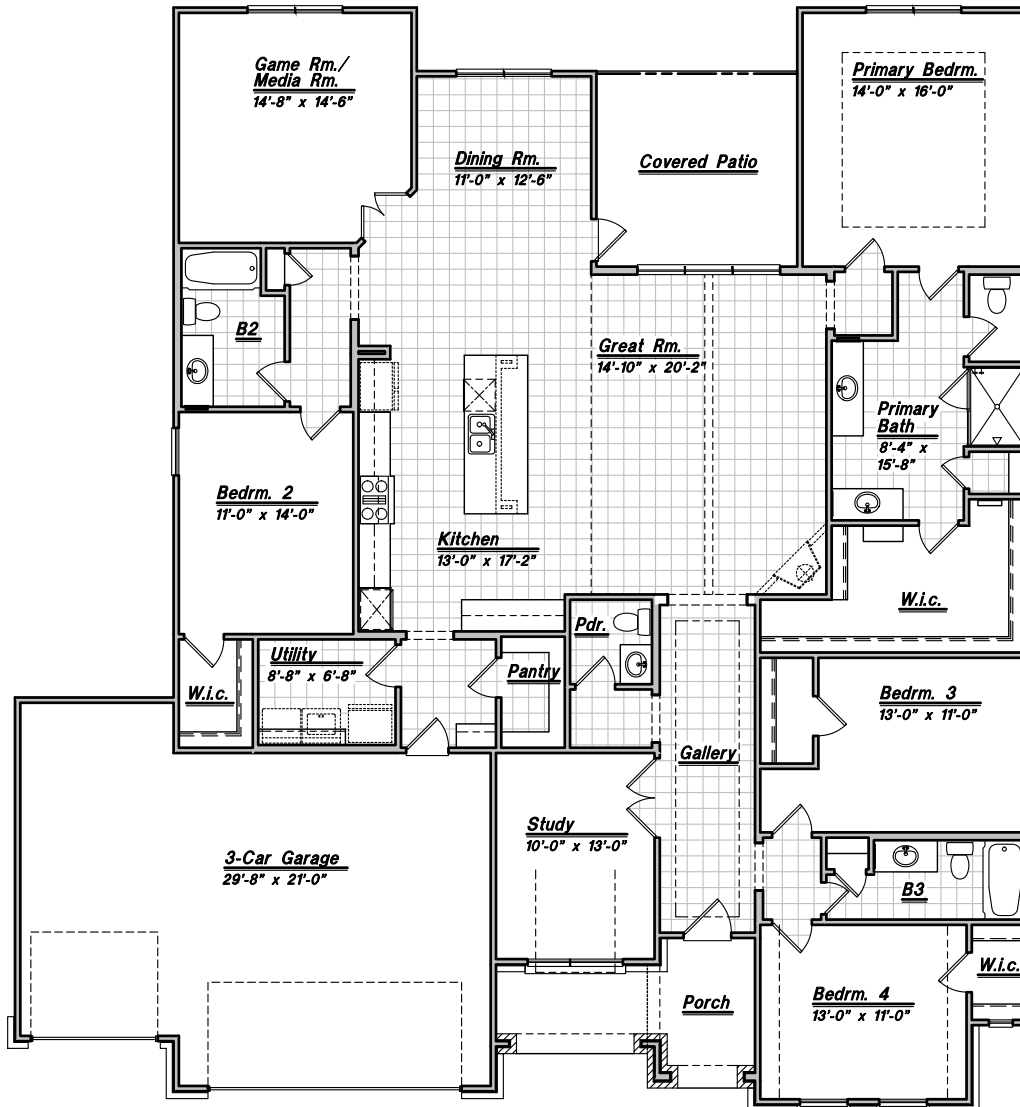 Game Rm./
Media Rm.
14'-8" x 14'-6"
Primary Bedrm.
14'-0" x 16'-0"
Dining Rm.
11'-0" x 12'-6"
Covered Patio
B2
Great Rm.
14'-10" x 20'-2"
Primary
Bath
8'-4" x
15'-8"
Bedrm. 2
11'-0" x 14'-0"
Kitchen
13'-0" x 17'-2"
W.i.c.
Pdr.
Utility
8'-8" x 6'-8"
Pantry
W.i.c.
Bedrm. 3
13'-0" x 11'-0"
Gallery
Study
10'-0" x 13'-0"
3-Car Garage
29'-8" x 21'-0"
B3
W.i.c.
Porch
Bedrm. 4
13'-0" x 11'-0"